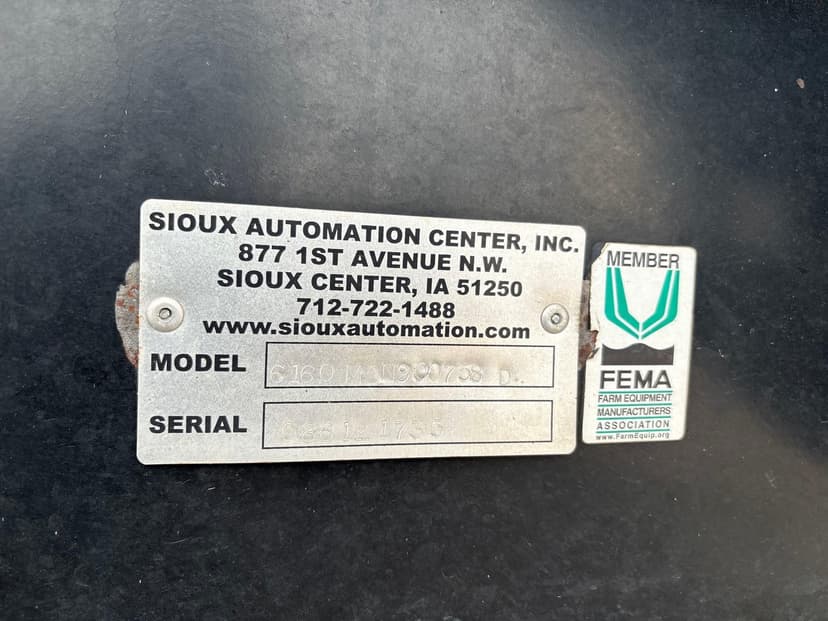 SIOUX AUTOMATION CENTER, INC.
877 1ST AVENUE N.W.
SIOUX CENTER, IA 51250
712-722-1488
www.siouxautomation.com
MODEL 6160
SERIAL
MEMBER
FEMA
FARM EQUIPMENT
MANUFACTURERS
ASSOCIATION
www.FarmEquip.org